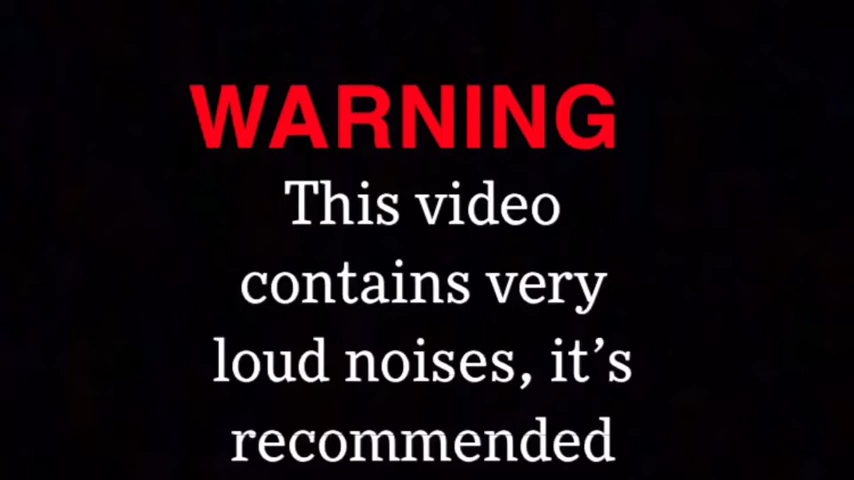 WARNING
This video
contains very
loud noises, it’s
recommended